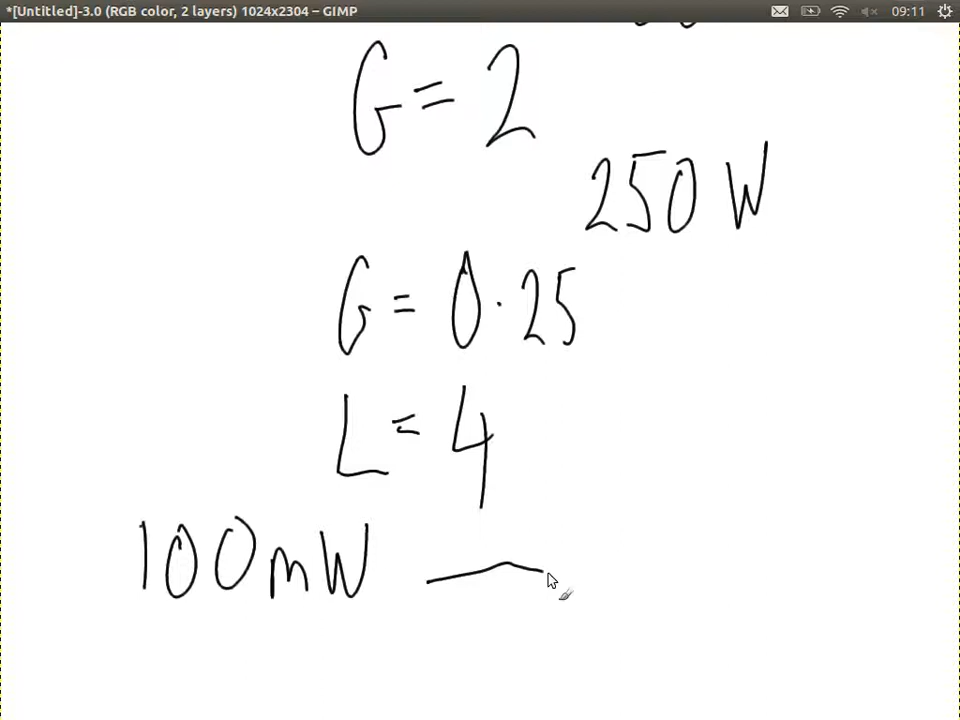 *[Untitled]-3.0 (RGB color, 2 layers) 1024x2304 – GIMP
09:11
G = 2
250 W
G = 0·25
L = 4
100mW